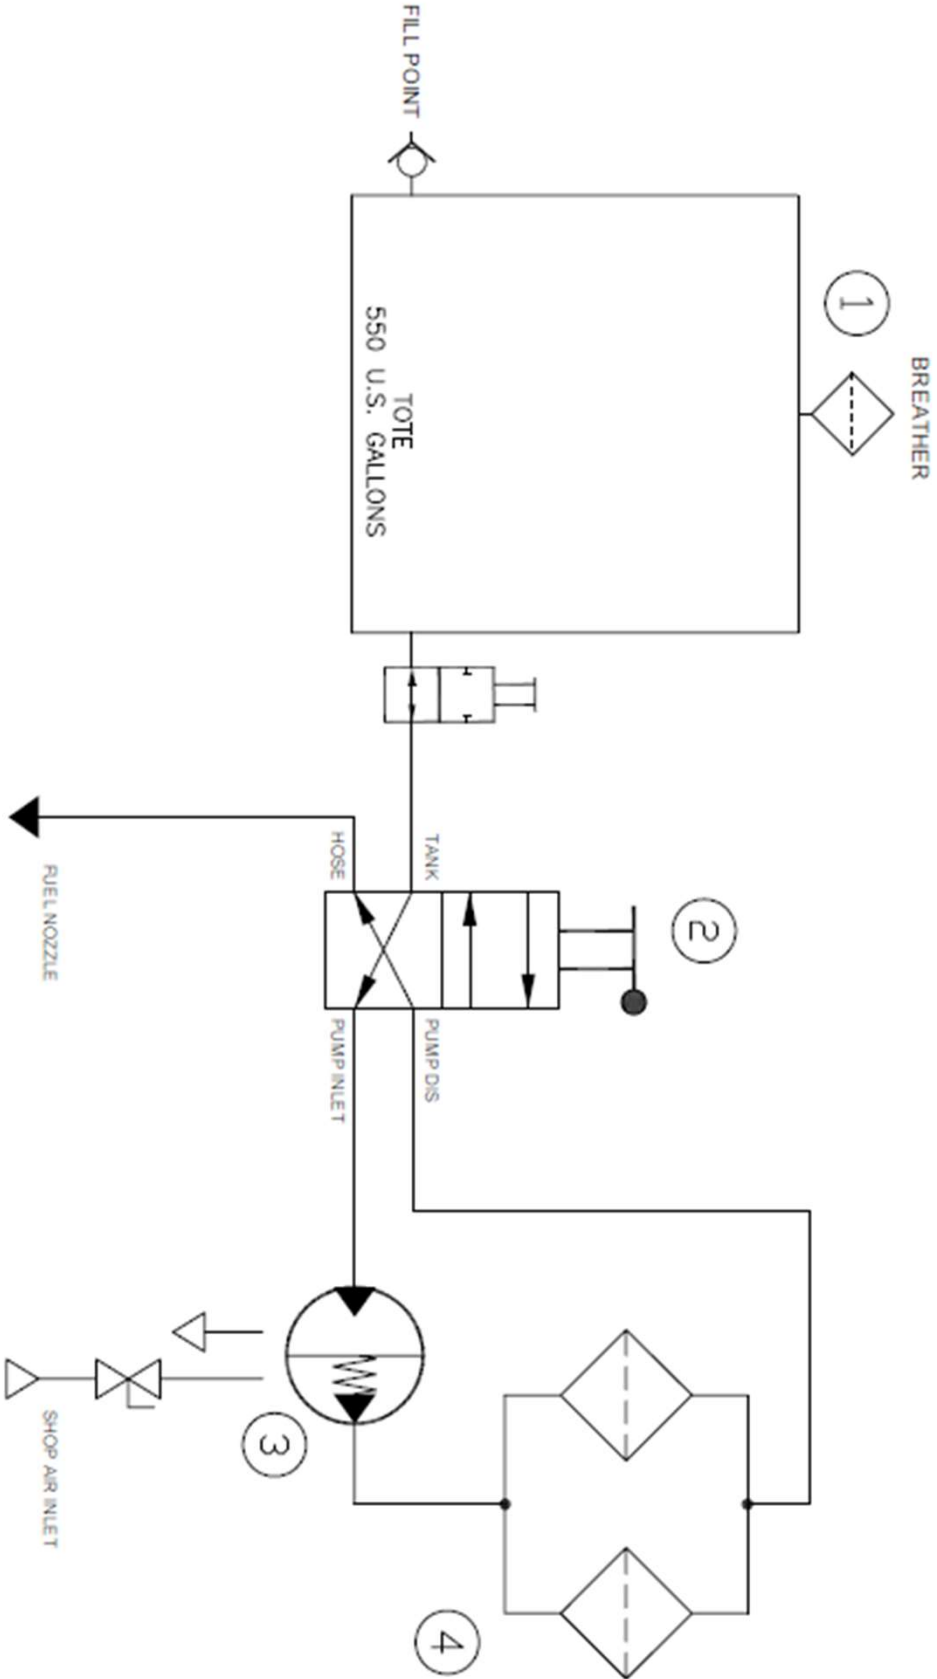 FILL POINT
1
BREATHER
TOTE
550 U.S. GALLONS
TANK
HOSE
2
PUMP DIS
PUMP INLET
FUEL NOZZLE
3
SHOP AIR INLET
4